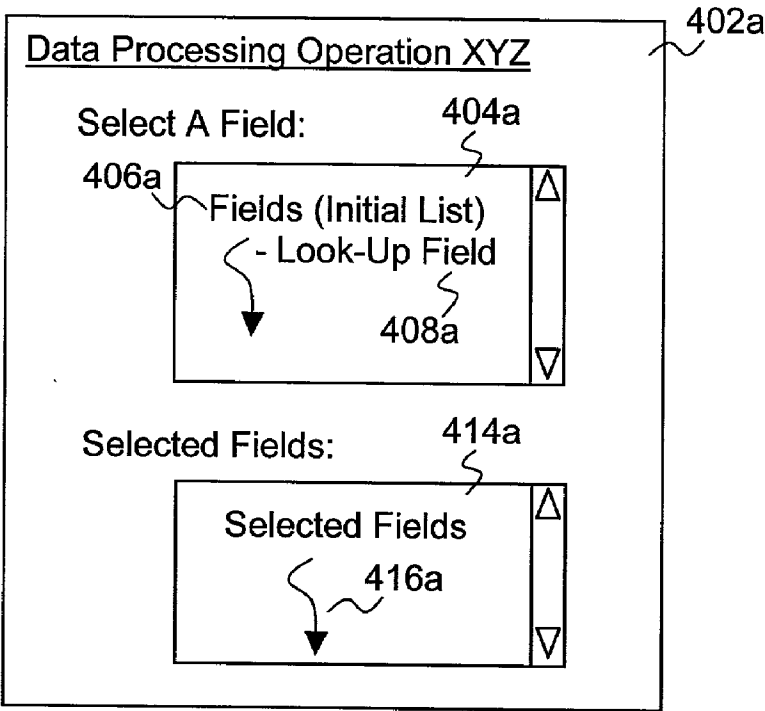 402a
Data Processing Operation XYZ
Select A Field:
404a
406a
Fields (Initial List)
- Look-Up Field
408a
Selected Fields:
414a
Selected Fields
416a